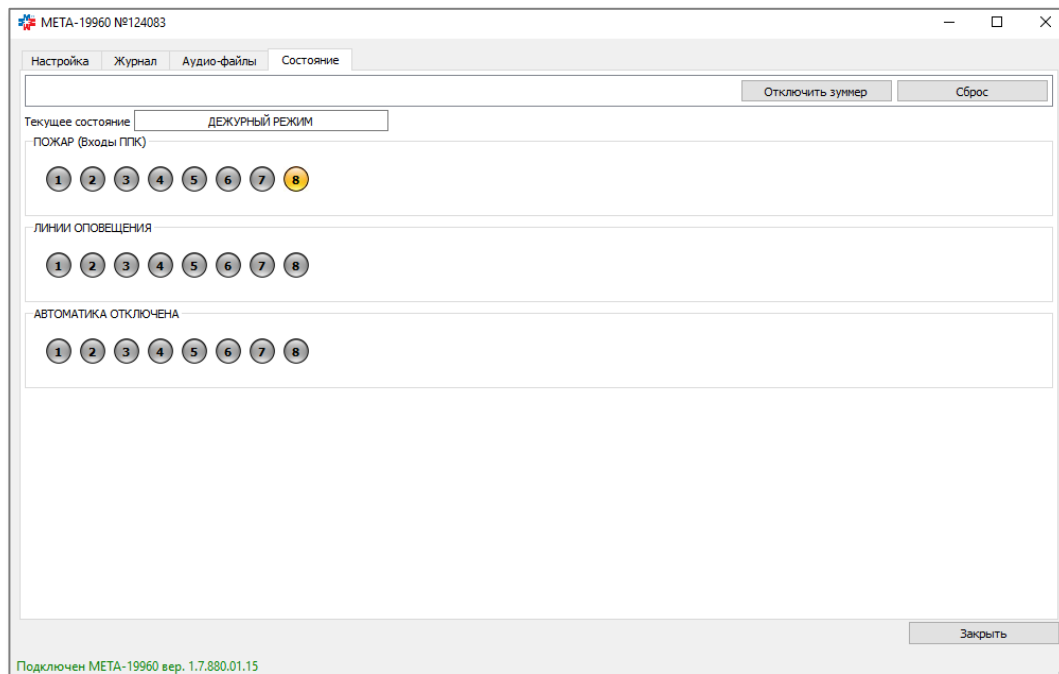 МЕТА-19960 №124083
Настройка Журнал Аудио-файлы Состояние
Отключить зуммер Сброс
Текущее состояние ДЕЖУРНЫЙ РЕЖИМ
ПОЖАР (Входы ППК)
1 2 3 4 5 6 7 8
ЛИНИИ ОПОВЕЩЕНИЯ
1 2 3 4 5 6 7 8
АВТОМАТИКА ОТКЛЮЧЕНА
1 2 3 4 5 6 7 8
Закрыть
Подключен МЕТА-19960 вер. 1.7.880.01.15